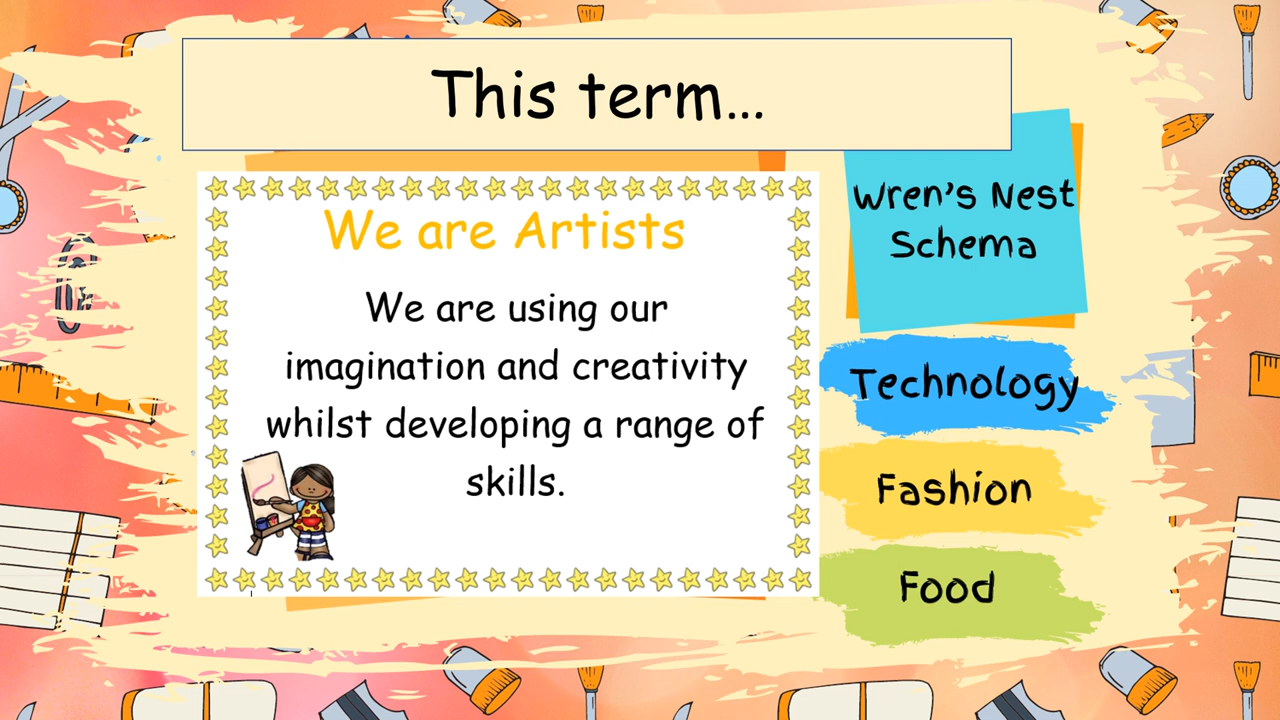 This term…
We are Artists
We are using our
imagination and creativity
whilst developing a range of
skills.
Wren's Nest
Schema
Technology
Fashion
Food